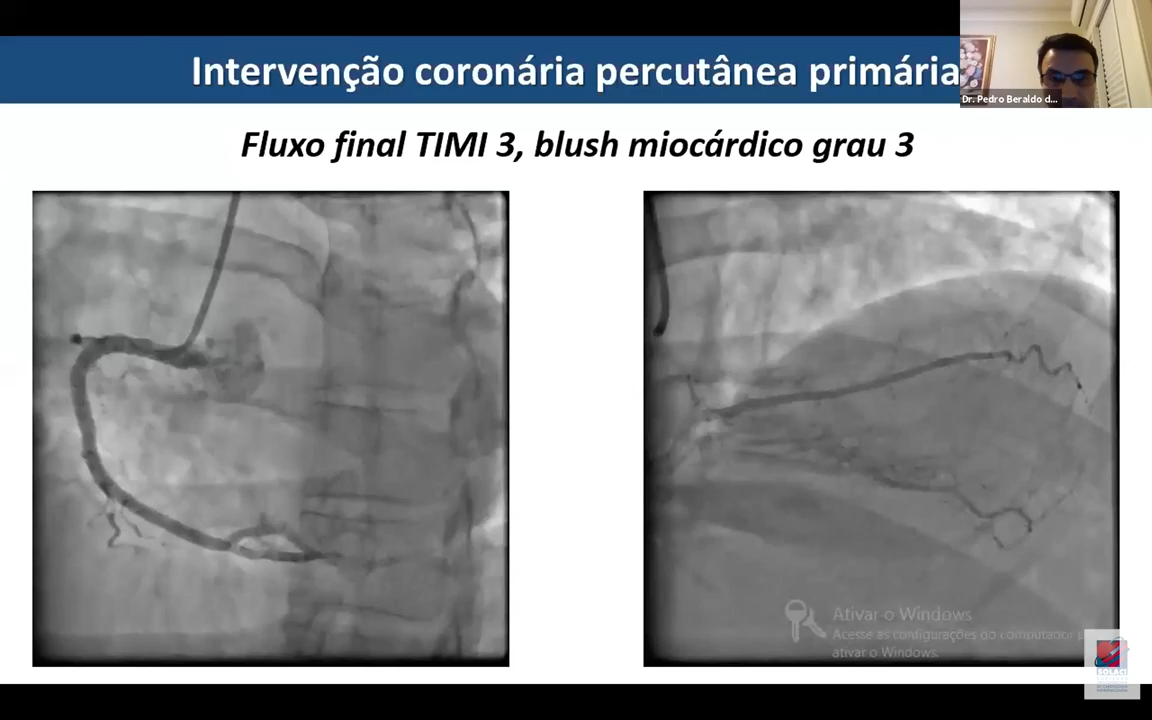 Intervenção coronária percutânea primária
Dr. Pedro Beraldo d...
Fluxo final TIMI 3, blush miocárdico grau 3
Ativar o Windows
Acesse as configurações do computador p
ativar o Windows.
SOLACI